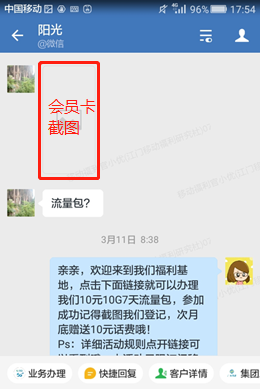 中国移动 4G 96% 17:54
阳光
@微信
会员卡
截图
流量包?
3月11日 8:38
亲亲，欢迎来到我们福利基
地，点击下面链接就可以办理
我们10元10G7天流量包，参加
成功记得截图我们登记，次月
底赠送10元话费哦！
Ps：详细活动规则点开链接可
业务办理 快捷回复 客户详情 集团